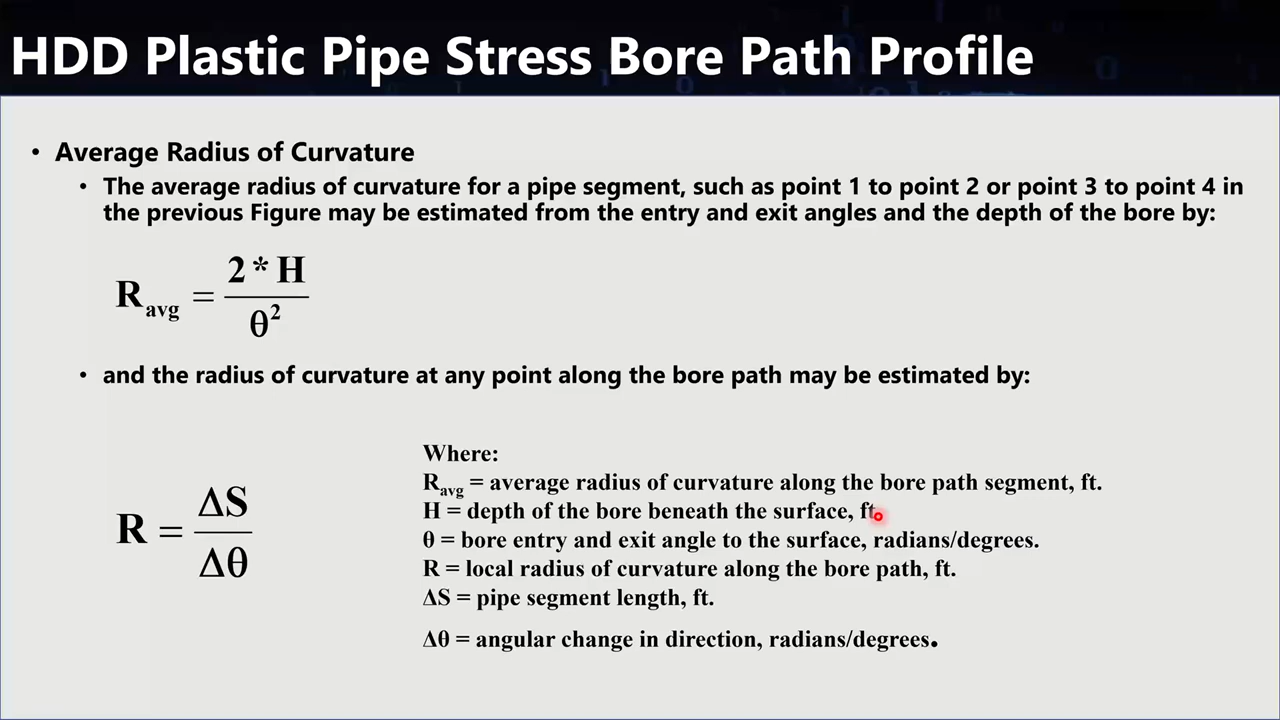 HDD Plastic Pipe Stress Bore Path Profile
• Average Radius of Curvature
• The average radius of curvature for a pipe segment, such as point 1 to point 2 or point 3 to point 4 in
the previous Figure may be estimated from the entry and exit angles and the depth of the bore by:
R_avg = (2 * H) / θ²
• and the radius of curvature at any point along the bore path may be estimated by:
R = ΔS / Δθ
Where:
R_avg = average radius of curvature along the bore path segment, ft.
H = depth of the bore beneath the surface, ft.
θ = bore entry and exit angle to the surface, radians/degrees.
R = local radius of curvature along the bore path, ft.
ΔS = pipe segment length, ft.
Δθ = angular change in direction, radians/degrees.